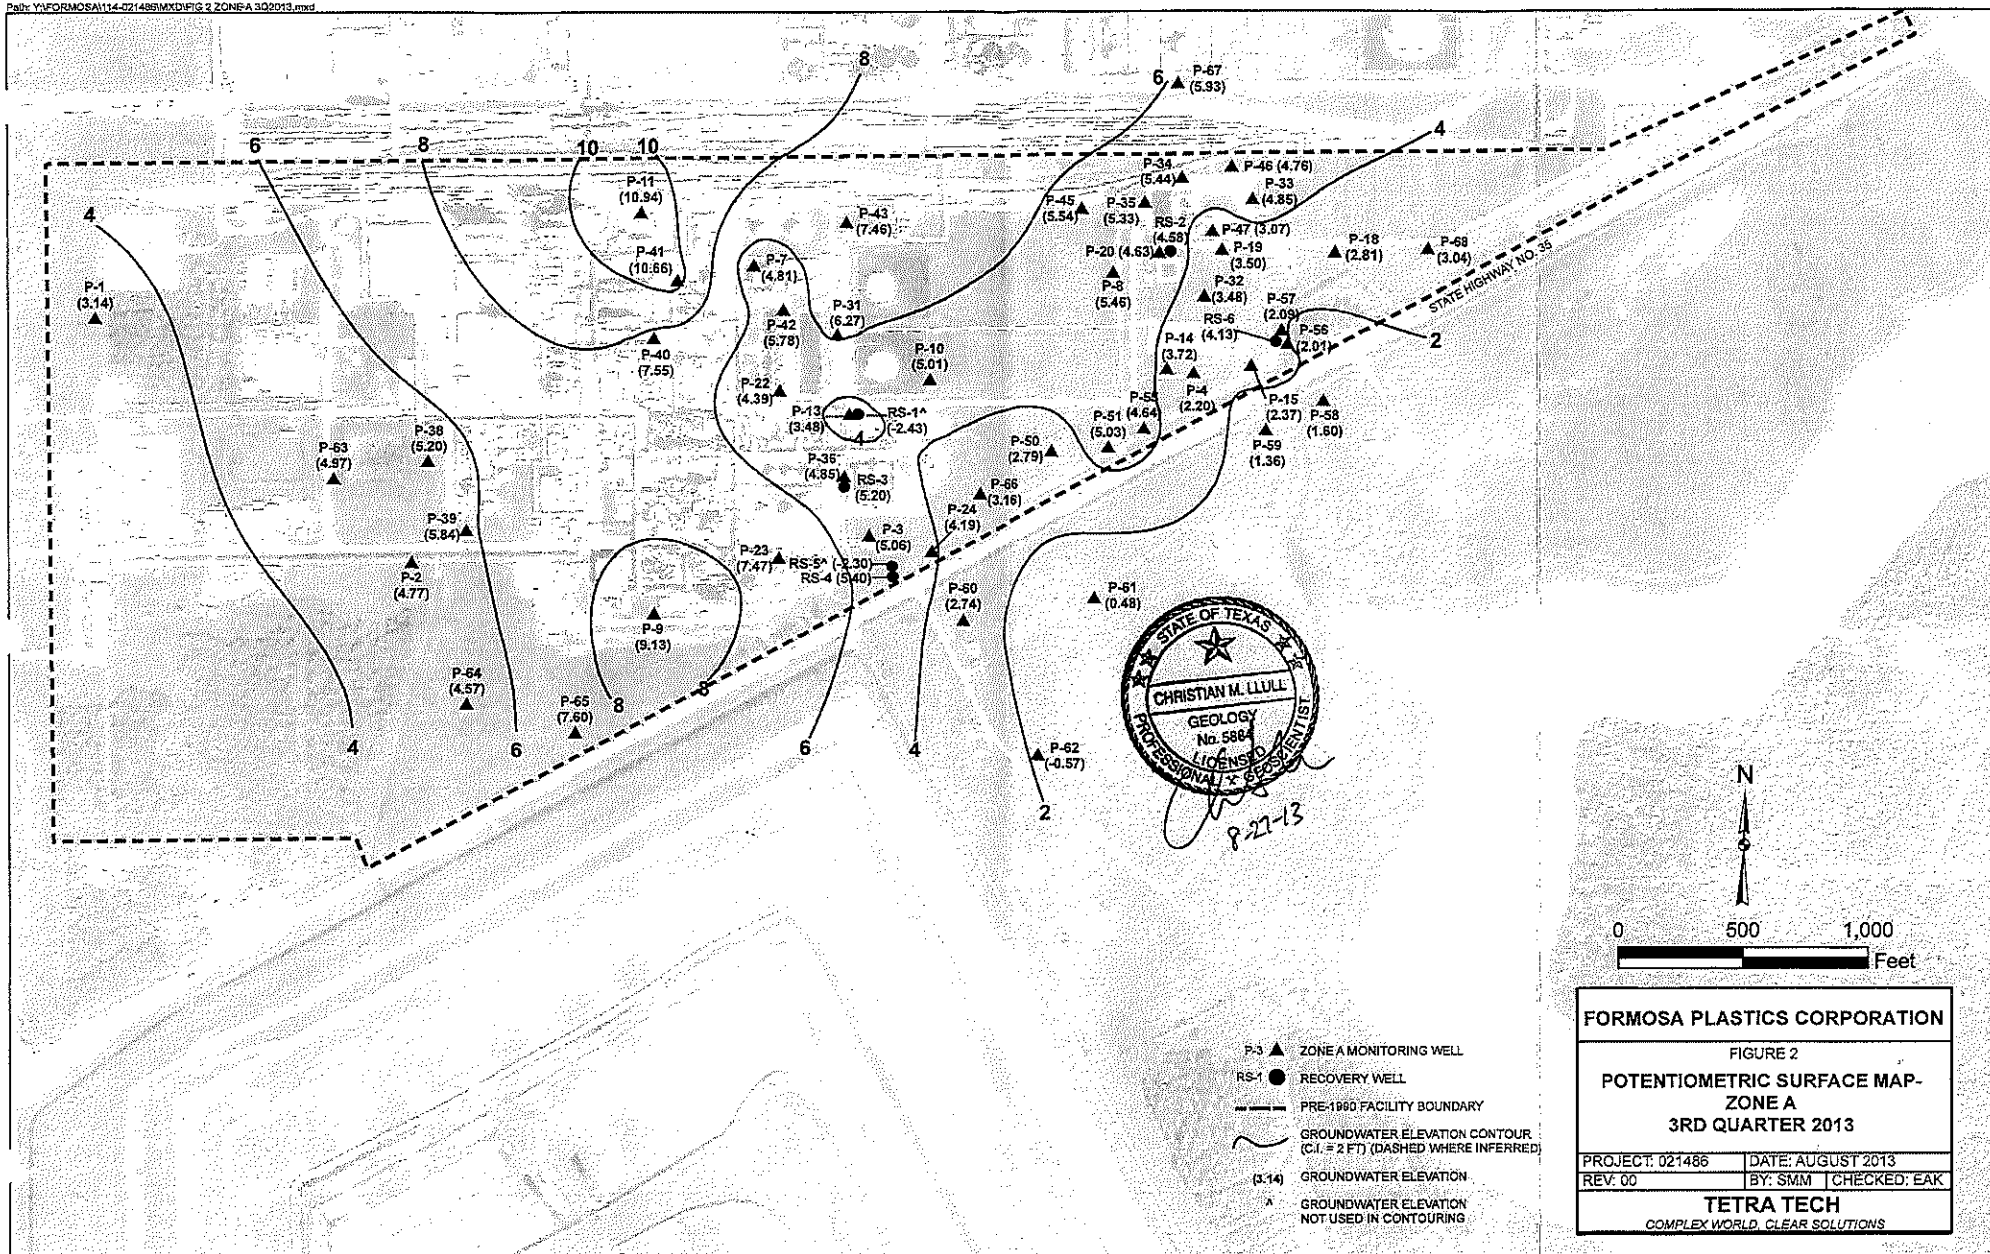 Path: Y:\FORMOSA\114-021486\MXD\FIG 2 ZONE-A 3Q2013.mxd
8
6
P-67
(5.93)
4
6
8
10
10
P-11
(10.94)
P-34
(5.44)
P-46 (4.76)
P-33
(4.85)
4
P-43
(7.46)
P-45
(5.54)
P-35
(5.33)
RS-2
(4.58)
P-47 (3.07)
P-41
(10.66)
P-7
(4.81)
P-20 (4.63)
P-19
(3.50)
P-18
(2.81)
P-68
(3.04)
STATE HIGHWAY NO. 35
P-1
(3.14)
P-8
(5.46)
P-32
(3.48)
P-31
(6.27)
P-42
(5.78)
P-57
(2.09)
RS-6
(4.13)
P-56
(2.01)
2
P-40
(7.55)
P-10
(5.01)
P-14
(3.72)
P-4
(2.20)
P-22
(4.39)
P-13
(3.48)
RS-1^
(-2.43)
4
P-55
(4.64)
P-51
(5.03)
P-15
(2.37)
P-58
(1.60)
P-59
(1.36)
P-63
(4.97)
P-38
(5.20)
P-50
(2.79)
P-36
(4.85)
RS-3
(5.20)
P-66
(3.16)
P-24
(4.19)
P-39
(5.84)
P-3
(5.06)
P-23
(7.47)
RS-5^ (-2.30)
RS-4 (5.40)
P-2
(4.77)
P-9
(9.13)
P-60
(2.74)
P-61
(0.48)
P-64
(4.57)
P-65
(7.60)
8
8
4
6
6
4
P-62
(-0.57)
2
STATE OF TEXAS
CHRISTIAN M. LLULL
GEOLOGY
No. 5884
LICENSED
PROFESSIONAL GEOSCIENTIST
8-27-13
N
0 500 1,000
Feet
P-3 ZONE A MONITORING WELL
RS-1 RECOVERY WELL
PRE-1990 FACILITY BOUNDARY
GROUNDWATER ELEVATION CONTOUR
(C.I. = 2 FT) (DASHED WHERE INFERRED)
(3.14) GROUNDWATER ELEVATION
^ GROUNDWATER ELEVATION
NOT USED IN CONTOURING
FORMOSA PLASTICS CORPORATION
FIGURE 2
POTENTIOMETRIC SURFACE MAP-
ZONE A
3RD QUARTER 2013
PROJECT: 021486 DATE: AUGUST 2013
REV: 00 BY: SMM CHECKED: EAK
TETRA TECH
COMPLEX WORLD, CLEAR SOLUTIONS